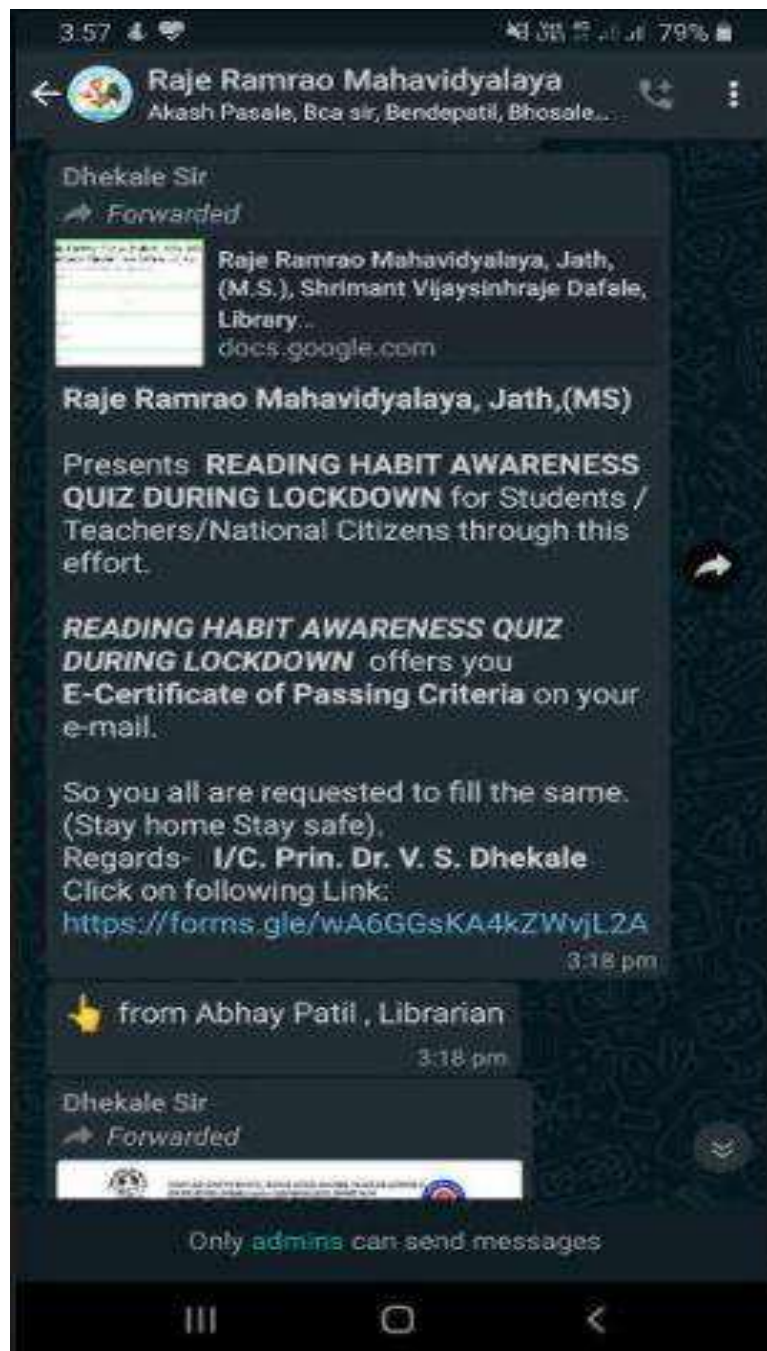 3.57
79%
Raje Ramrao Mahavidyalaya
Akash Pasale, Bca sir, Bendepatil, Bhosale...
Dhekale Sir
Forwarded
Raje Ramrao Mahavidyalaya, Jath,
(M.S.), Shrimant Vijaysinhraje Dafale,
Library...
docs.google.com
Raje Ramrao Mahavidyalaya, Jath,(MS)
Presents READING HABIT AWARENESS
QUIZ DURING LOCKDOWN for Students /
Teachers/National Citizens through this
effort.
READING HABIT AWARENESS QUIZ
DURING LOCKDOWN offers you
E-Certificate of Passing Criteria on your
e-mail.
So you all are requested to fill the same.
(Stay home Stay safe).
Regards- I/C. Prin. Dr. V. S. Dhekale
Click on following Link:
https://forms.gle/wA6GGsKA4kZWvjL2A
3:18 pm
👆 from Abhay Patil , Librarian
3:18 pm
Dhekale Sir
Forwarded
Only admins can send messages